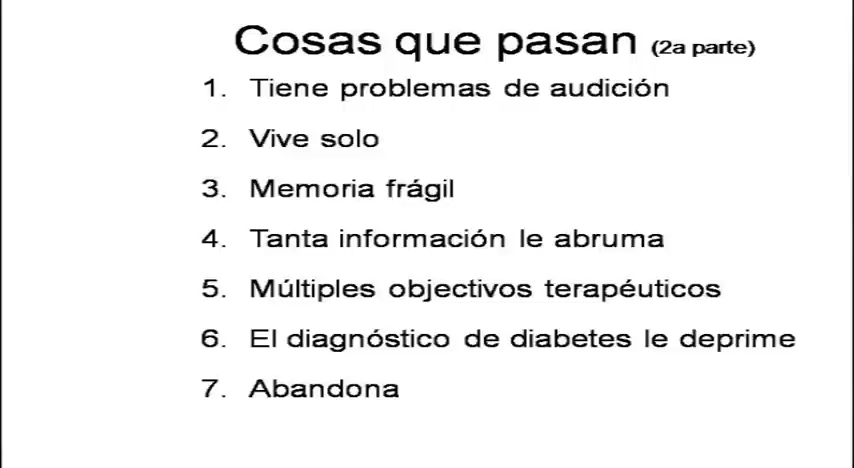 Cosas que pasan (2a parte)
1. Tiene problemas de audición
2. Vive solo
3. Memoria frágil
4. Tanta información le abruma
5. Múltiples objectivos terapéuticos
6. El diagnóstico de diabetes le deprime
7. Abandona